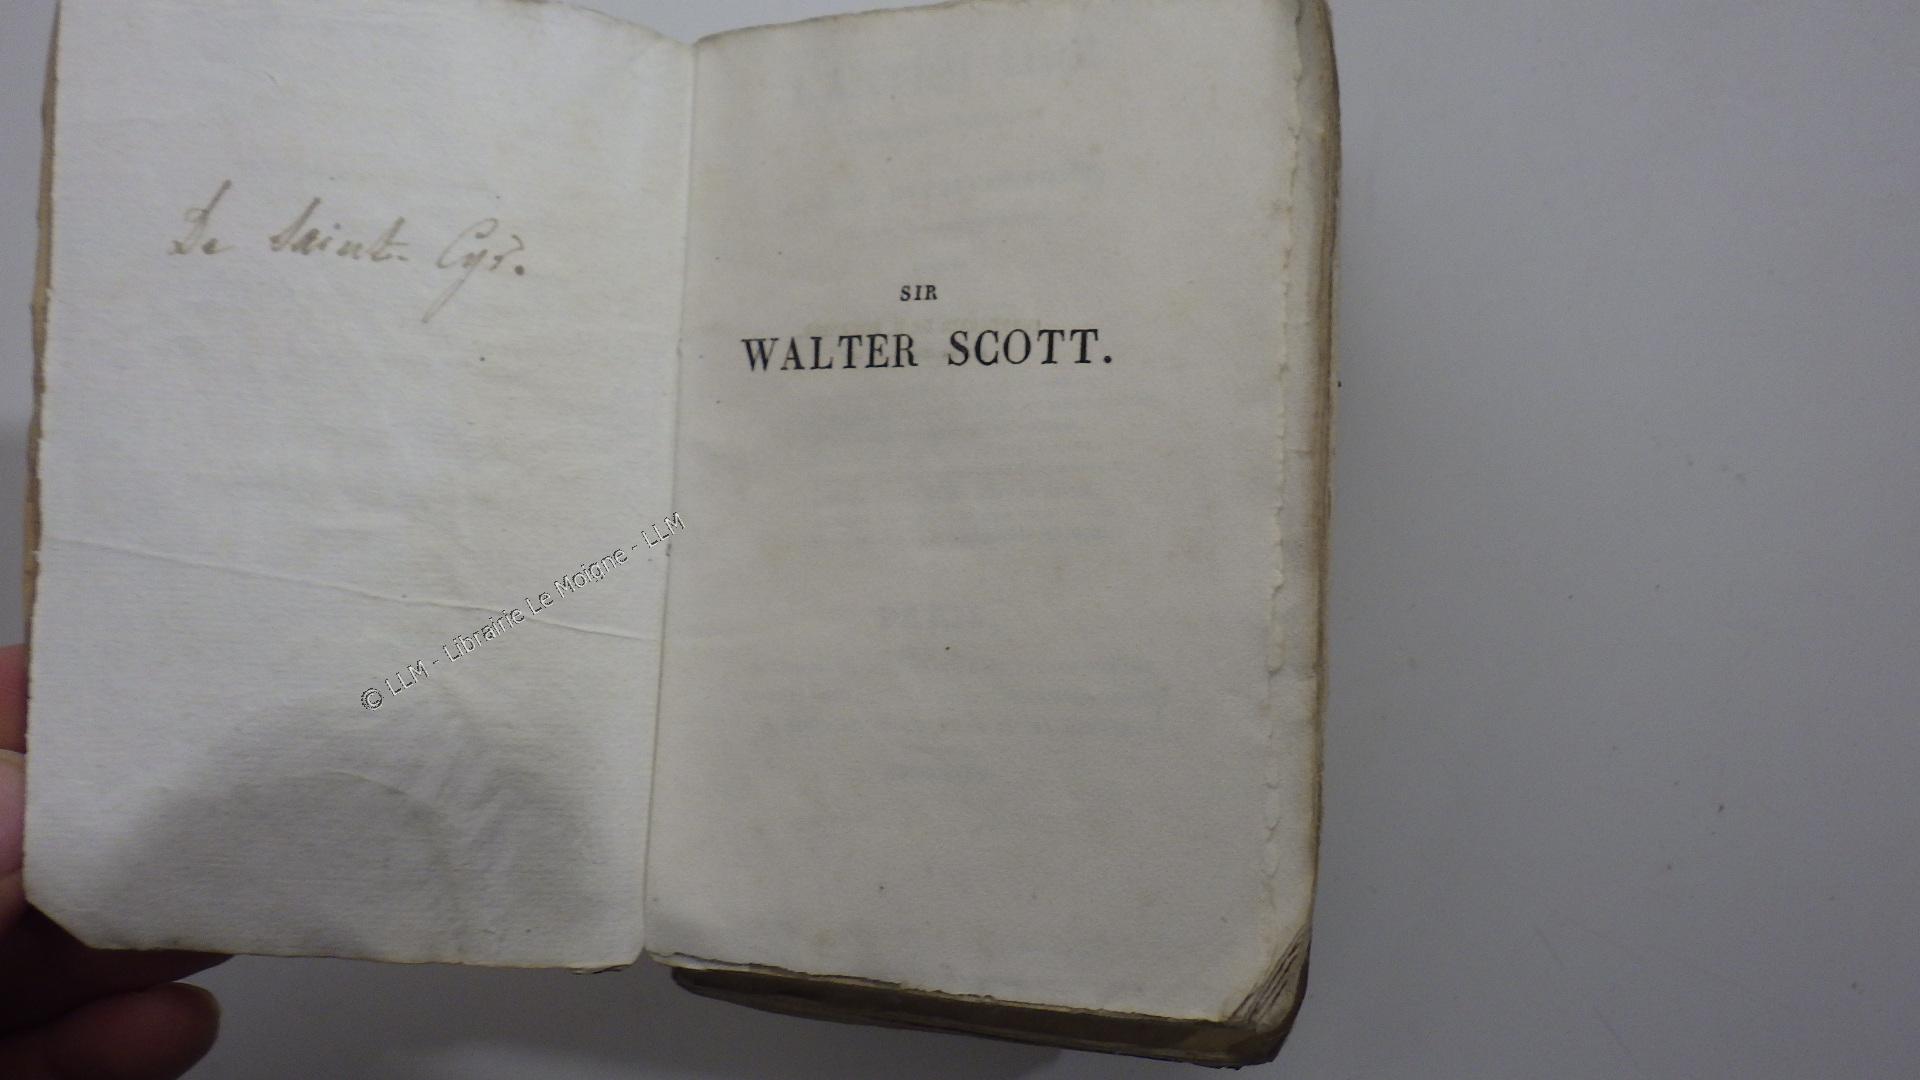 De Saint-Cyr.
SIR
WALTER SCOTT.
© LLM - Librairie Le Moigne - LLM